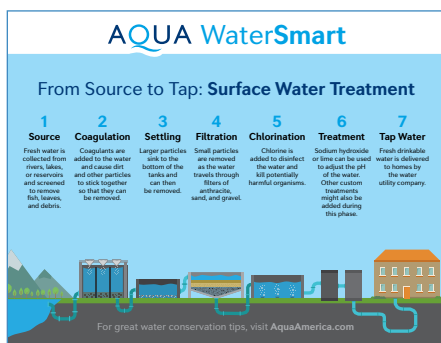 AQUA WaterSmart
From Source to Tap: Surface Water Treatment
1
Source
Fresh water is
collected from
rivers, lakes,
or reservoirs
and screened
to remove
fish, leaves,
and debris.
2
Coagulation
Coagulants are
added to the water
and cause dirt
and other particles
to stick together
so that they can
be removed.
3
Settling
Larger particles
sink to the
bottom of the
tanks and can
then be
removed.
4
Filtration
Small particles
are removed
as the water
travels through
filters of
anthracite,
sand, and gravel.
5
Chlorination
Chlorine is
added to disinfect
the water and
kill potentially
harmful organisms.
6
Treatment
Sodium hydroxide
or lime can be used
to adjust the pH
of the water.
Other custom
treatments
might also be
added during
this phase.
7
Tap Water
Fresh drinkable
water is delivered
to homes by
the water
utility company.
For great water conservation tips, visit AquaAmerica.com